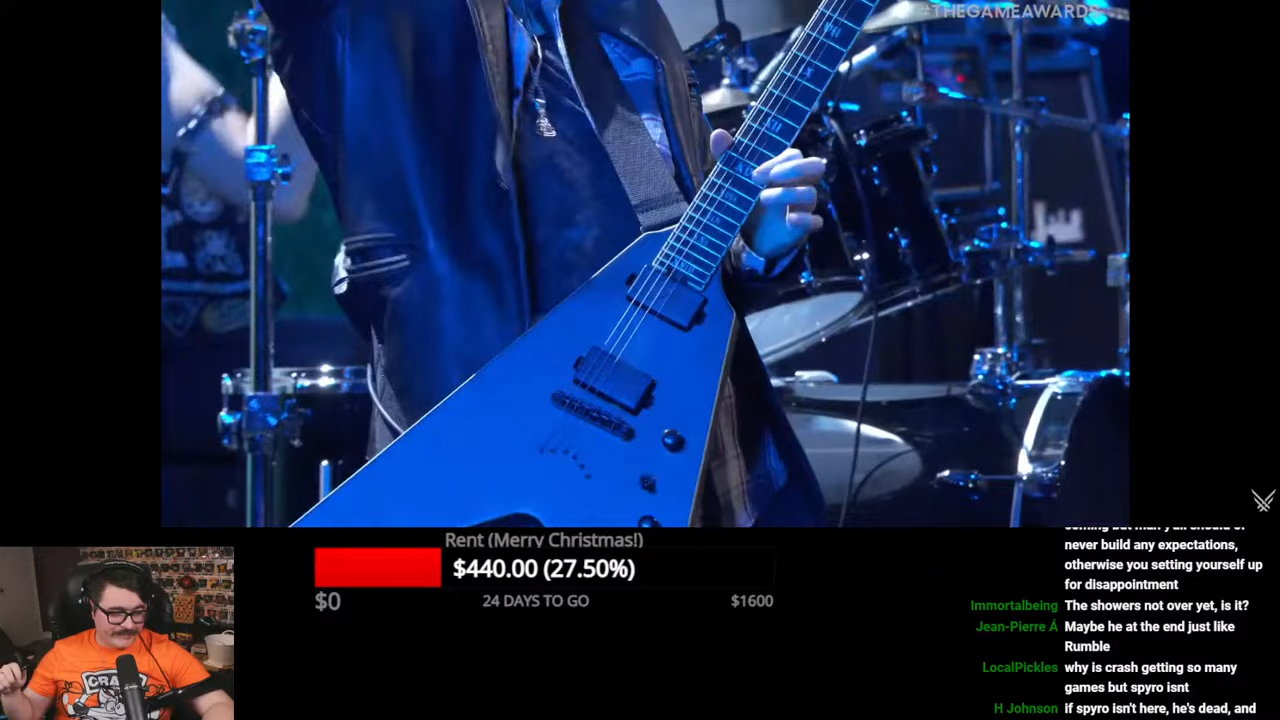 #THEGAMEAWARDS
Rent (Merry Christmas!)
$440.00 (27.50%)
$0
24 DAYS TO GO
$1600
never build any expectations,
otherwise you setting yourself up
for disappointment
Immortalbeing The showers not over yet, is it?
Jean-Pierre Á Maybe he at the end just like
Rumble
LocalPickles why is crash getting so many
games but spyro isnt
H Johnson if spyro isn't here, he's dead, and
CRASH